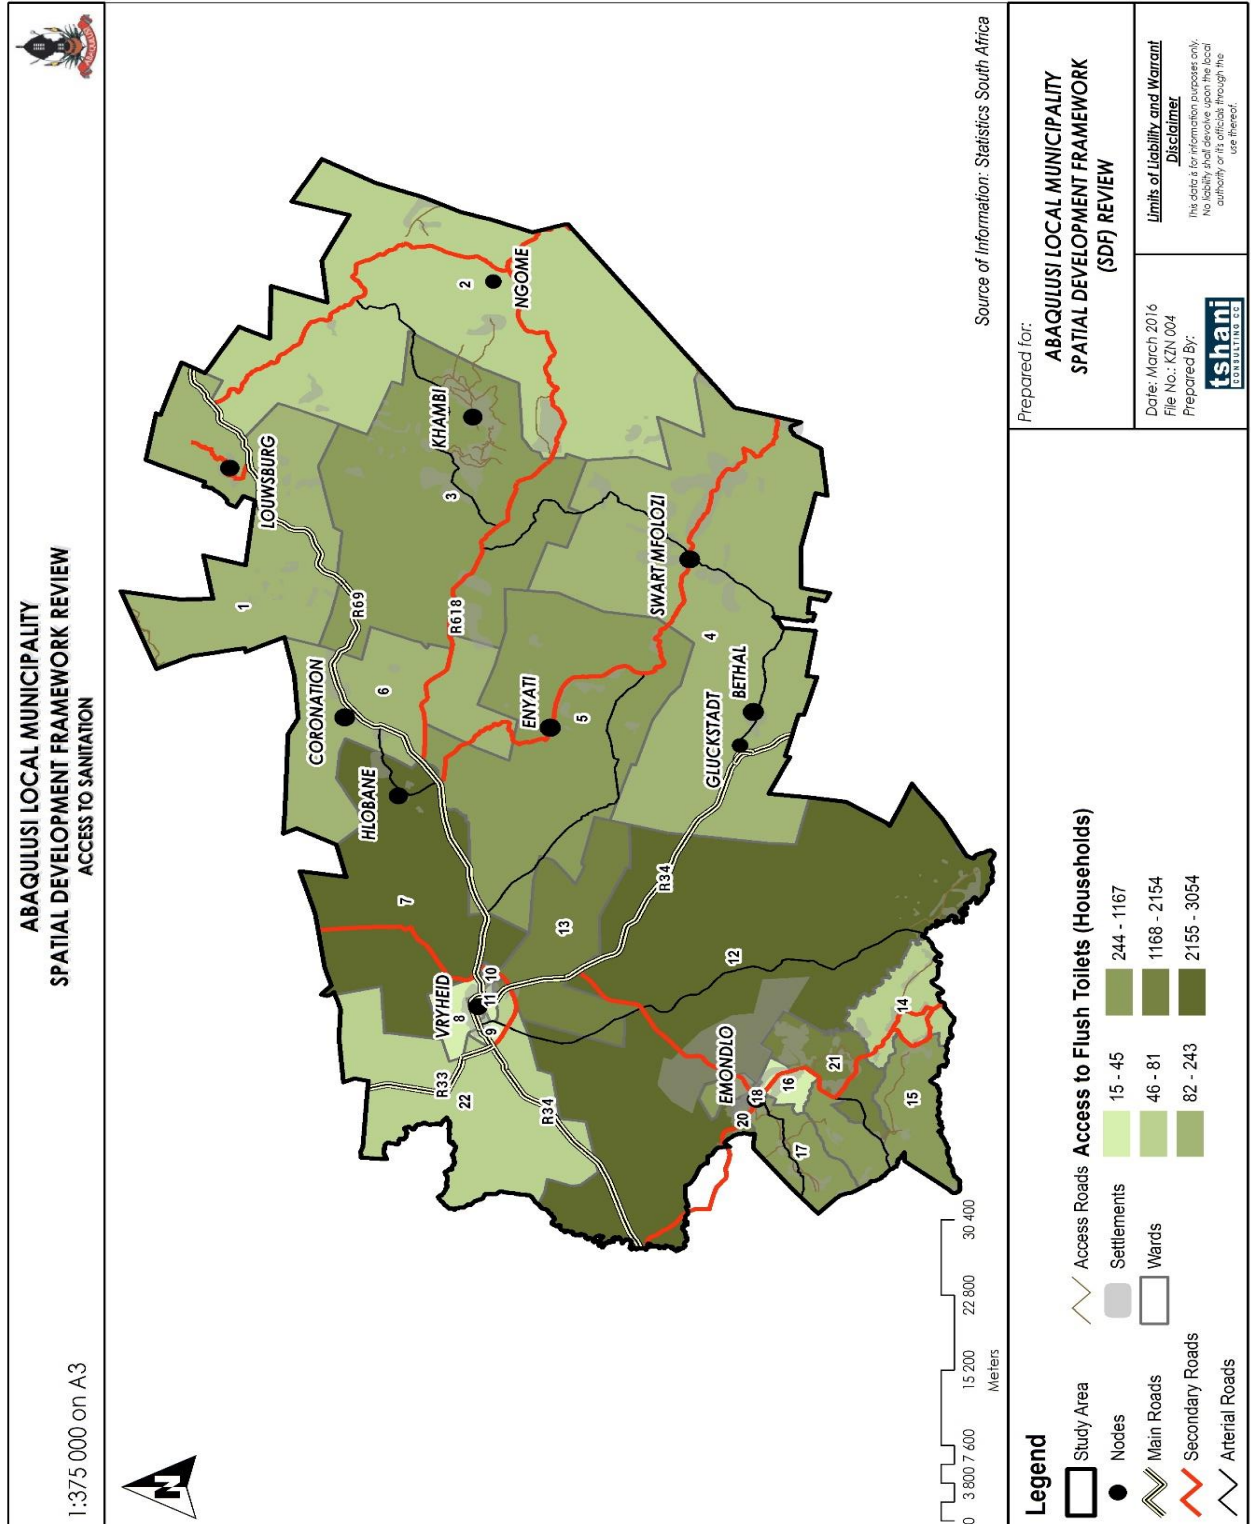 ABAQULUSI LOCAL MUNICIPALITY
SPATIAL DEVELOPMENT FRAMEWORK REVIEW
ACCESS TO SANITATION
1:375 000 on A3
ABAQULUSI
N
1
LOUWSBURG
R69
CORONATION
6
HLOBANE
7
2
NGOME
KHAMBI
3
R618
ENYATI
5
SWART MFOLOZI
4
BETHAL
GLUCKSTADT
R34
13
12
VRYHEID
8
9
10
11
R33
22
R34
EMONDLO
20
18
16
17
21
14
15
0 3 800 7 600 15 200 22 800 30 400
Meters
Source of Information: Statistics South Africa
Legend
Study Area
Nodes
Main Roads
Secondary Roads
Arterial Roads
Access Roads
Settlements
Wards
Access to Flush Toilets (Households)
15 - 45
46 - 81
82 - 243
244 - 1167
1168 - 2154
2155 - 3054
Prepared for:
ABAQULUSI LOCAL MUNICIPALITY
SPATIAL DEVELOPMENT FRAMEWORK
(SDF) REVIEW
Date: March 2016
File No.: KZN 004
Prepared By:
tshani
CONSULTING CC
Limits of Liability and Warrant
Disclaimer
This data is for information purposes only.
No liability shall devolve upon the local
authority or it's officials through the
use thereof.